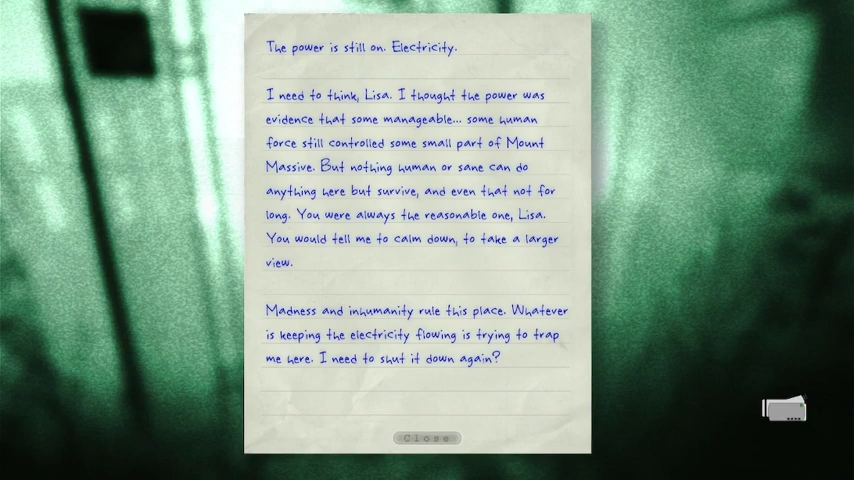 The power is still on. Electricity.
I need to think, Lisa. I thought the power was
evidence that some manageable... some human
force still controlled some small part of Mount
Massive. But nothing human or sane can do
anything here but survive, and even that not for
long. You were always the reasonable one, Lisa.
You would tell me to calm down, to take a larger
view.
Madness and inhumanity rule this place. Whatever
is keeping the electricity flowing is trying to trap
me here. I need to shut it down again?
Close